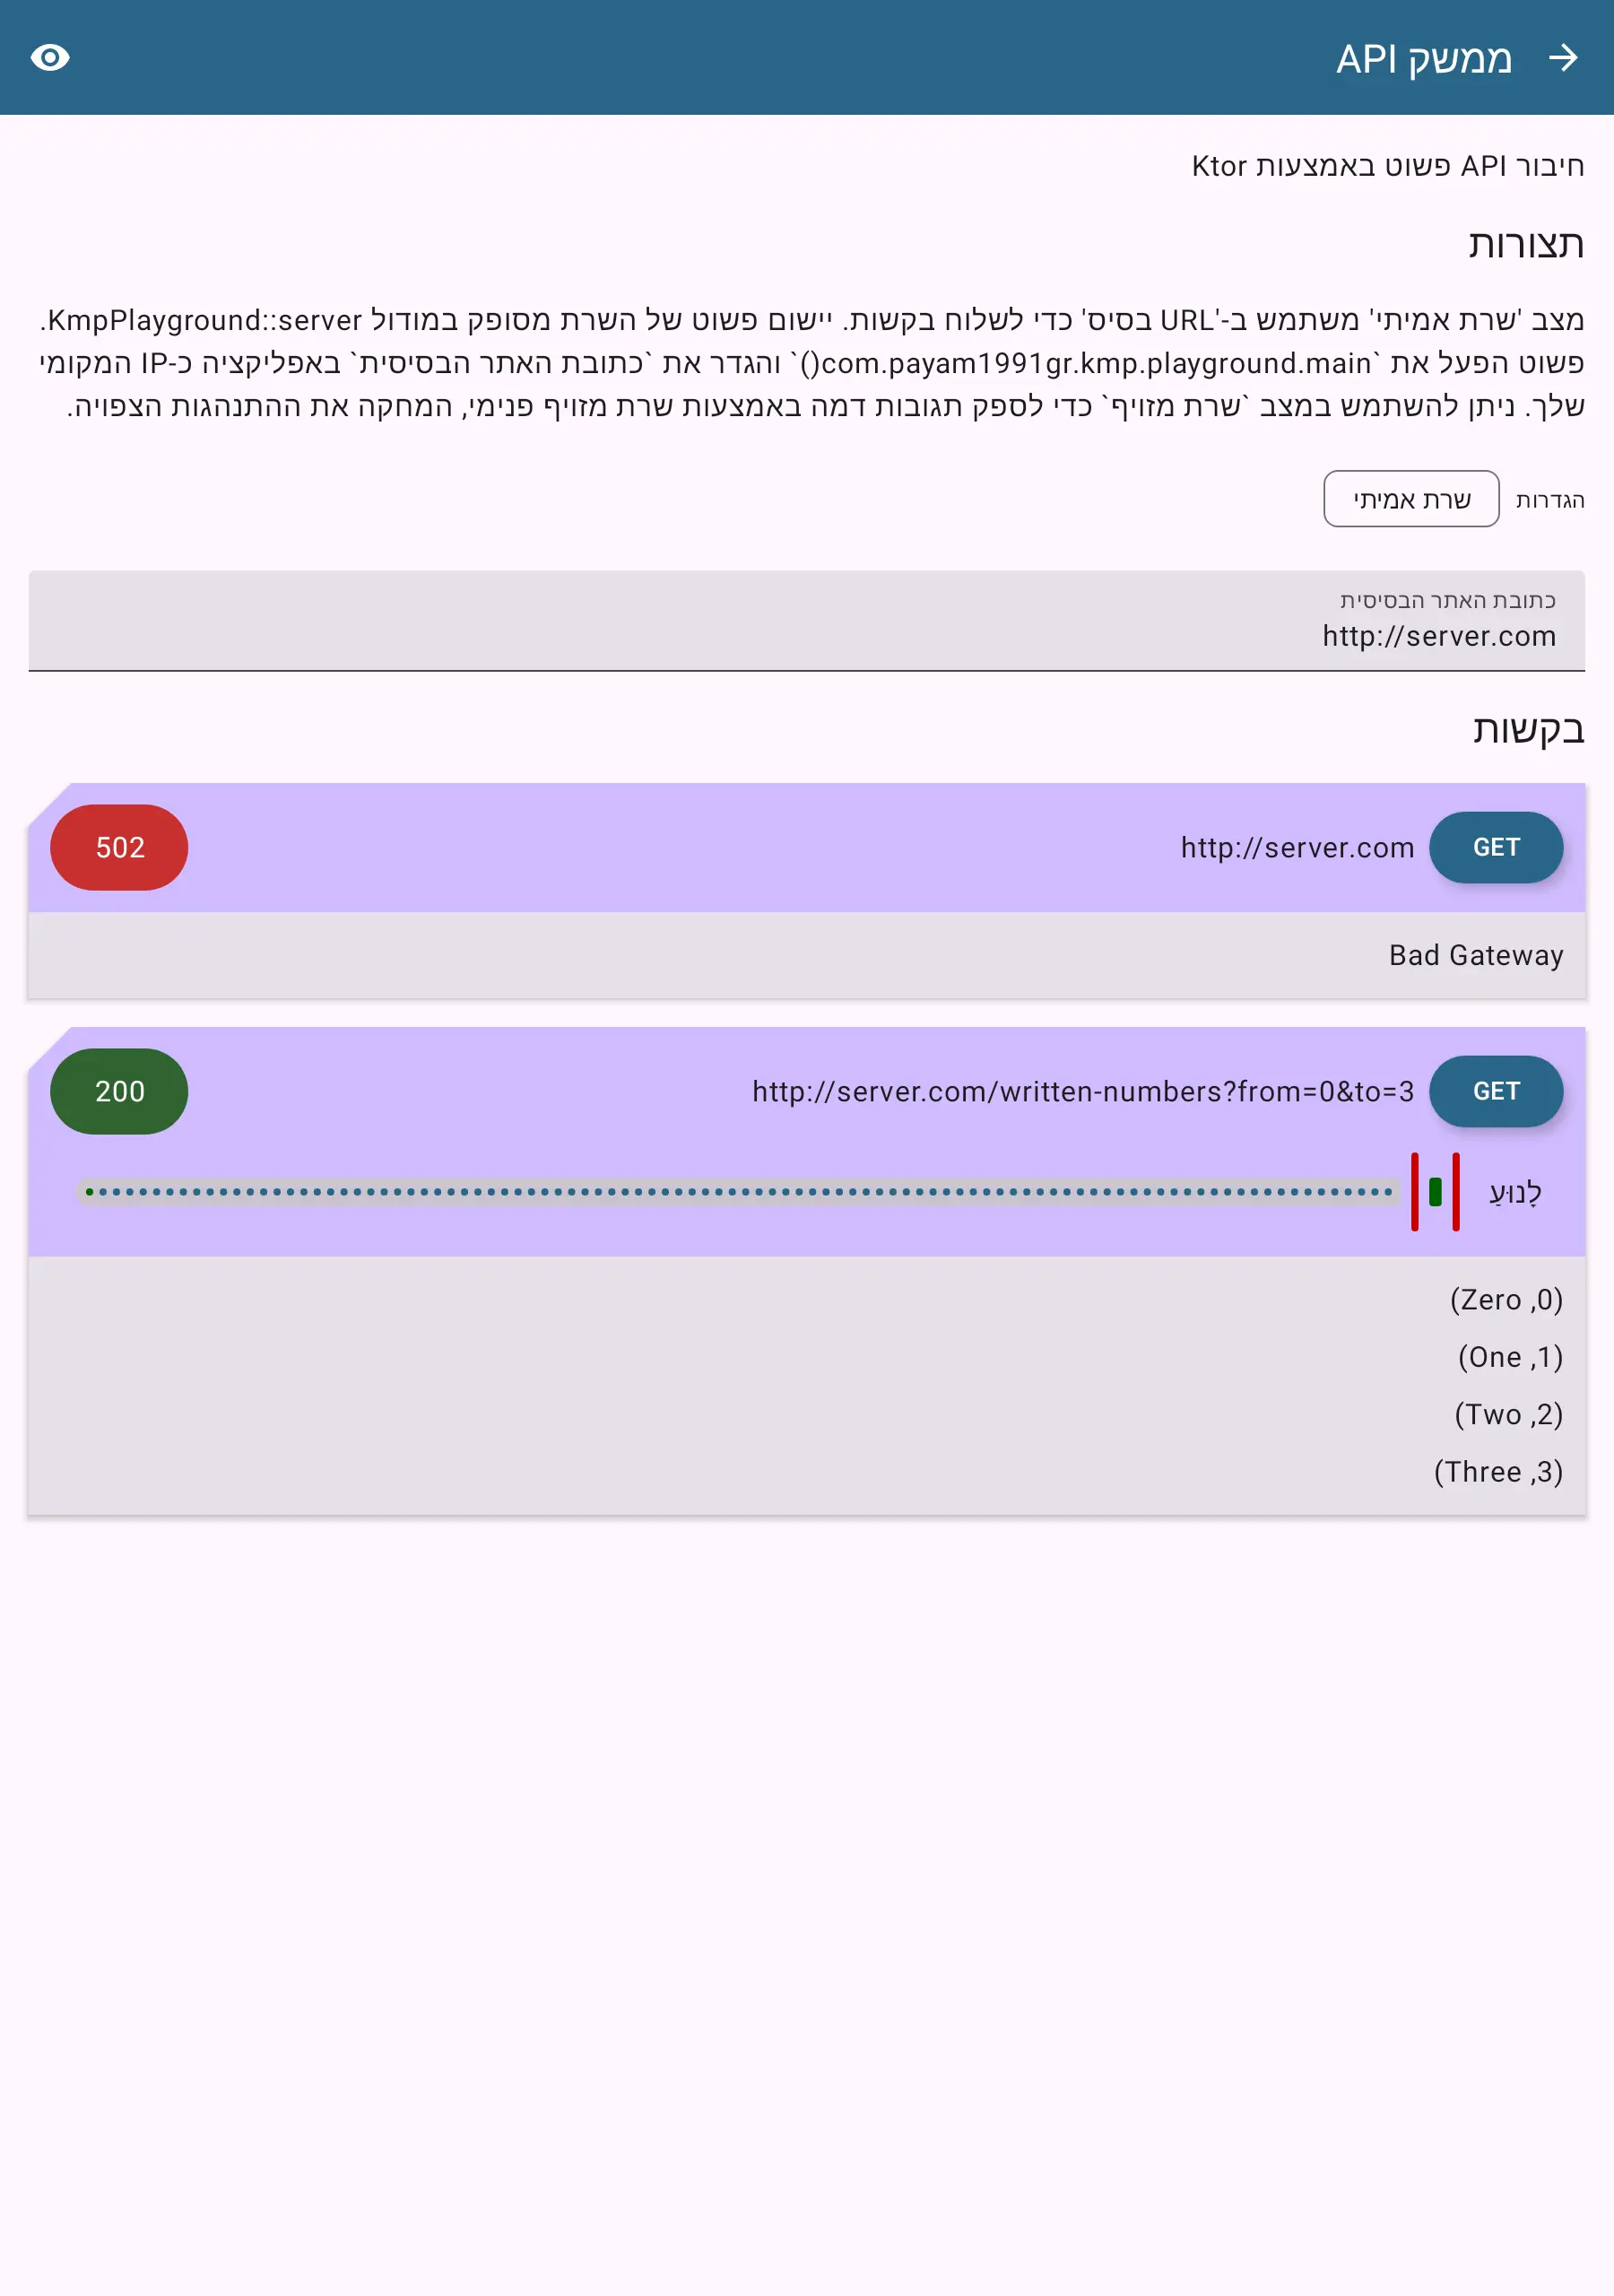 ממשק API
חיבור API פשוט באמצעות Ktor
תצורות
מצב 'שרת אמיתי' משתמש ב-'URL בסיס' כדי לשלוח בקשות. יישום פשוט של השרת מסופק במודול KmpPlayground::server.
פשוט הפעל את `com.payam1991gr.kmp.playground.main()` והגדר את `כתובת האתר הבסיסית` באפליקציה כ-IP המקומי
שלך. ניתן להשתמש במצב `שרת מזויף` כדי לספק תגובות דמה באמצעות שרת מזויף פנימי, המחקה את ההתנהגות הצפויה.
הגדרות שרת אמיתי
כתובת האתר הבסיסית
http://server.com
בקשות
GET http://server.com 502
Bad Gateway
GET http://server.com/written-numbers?from=0&to=3 200
לָנוּעַ
(0, Zero)
(1, One)
(2, Two)
(3, Three)